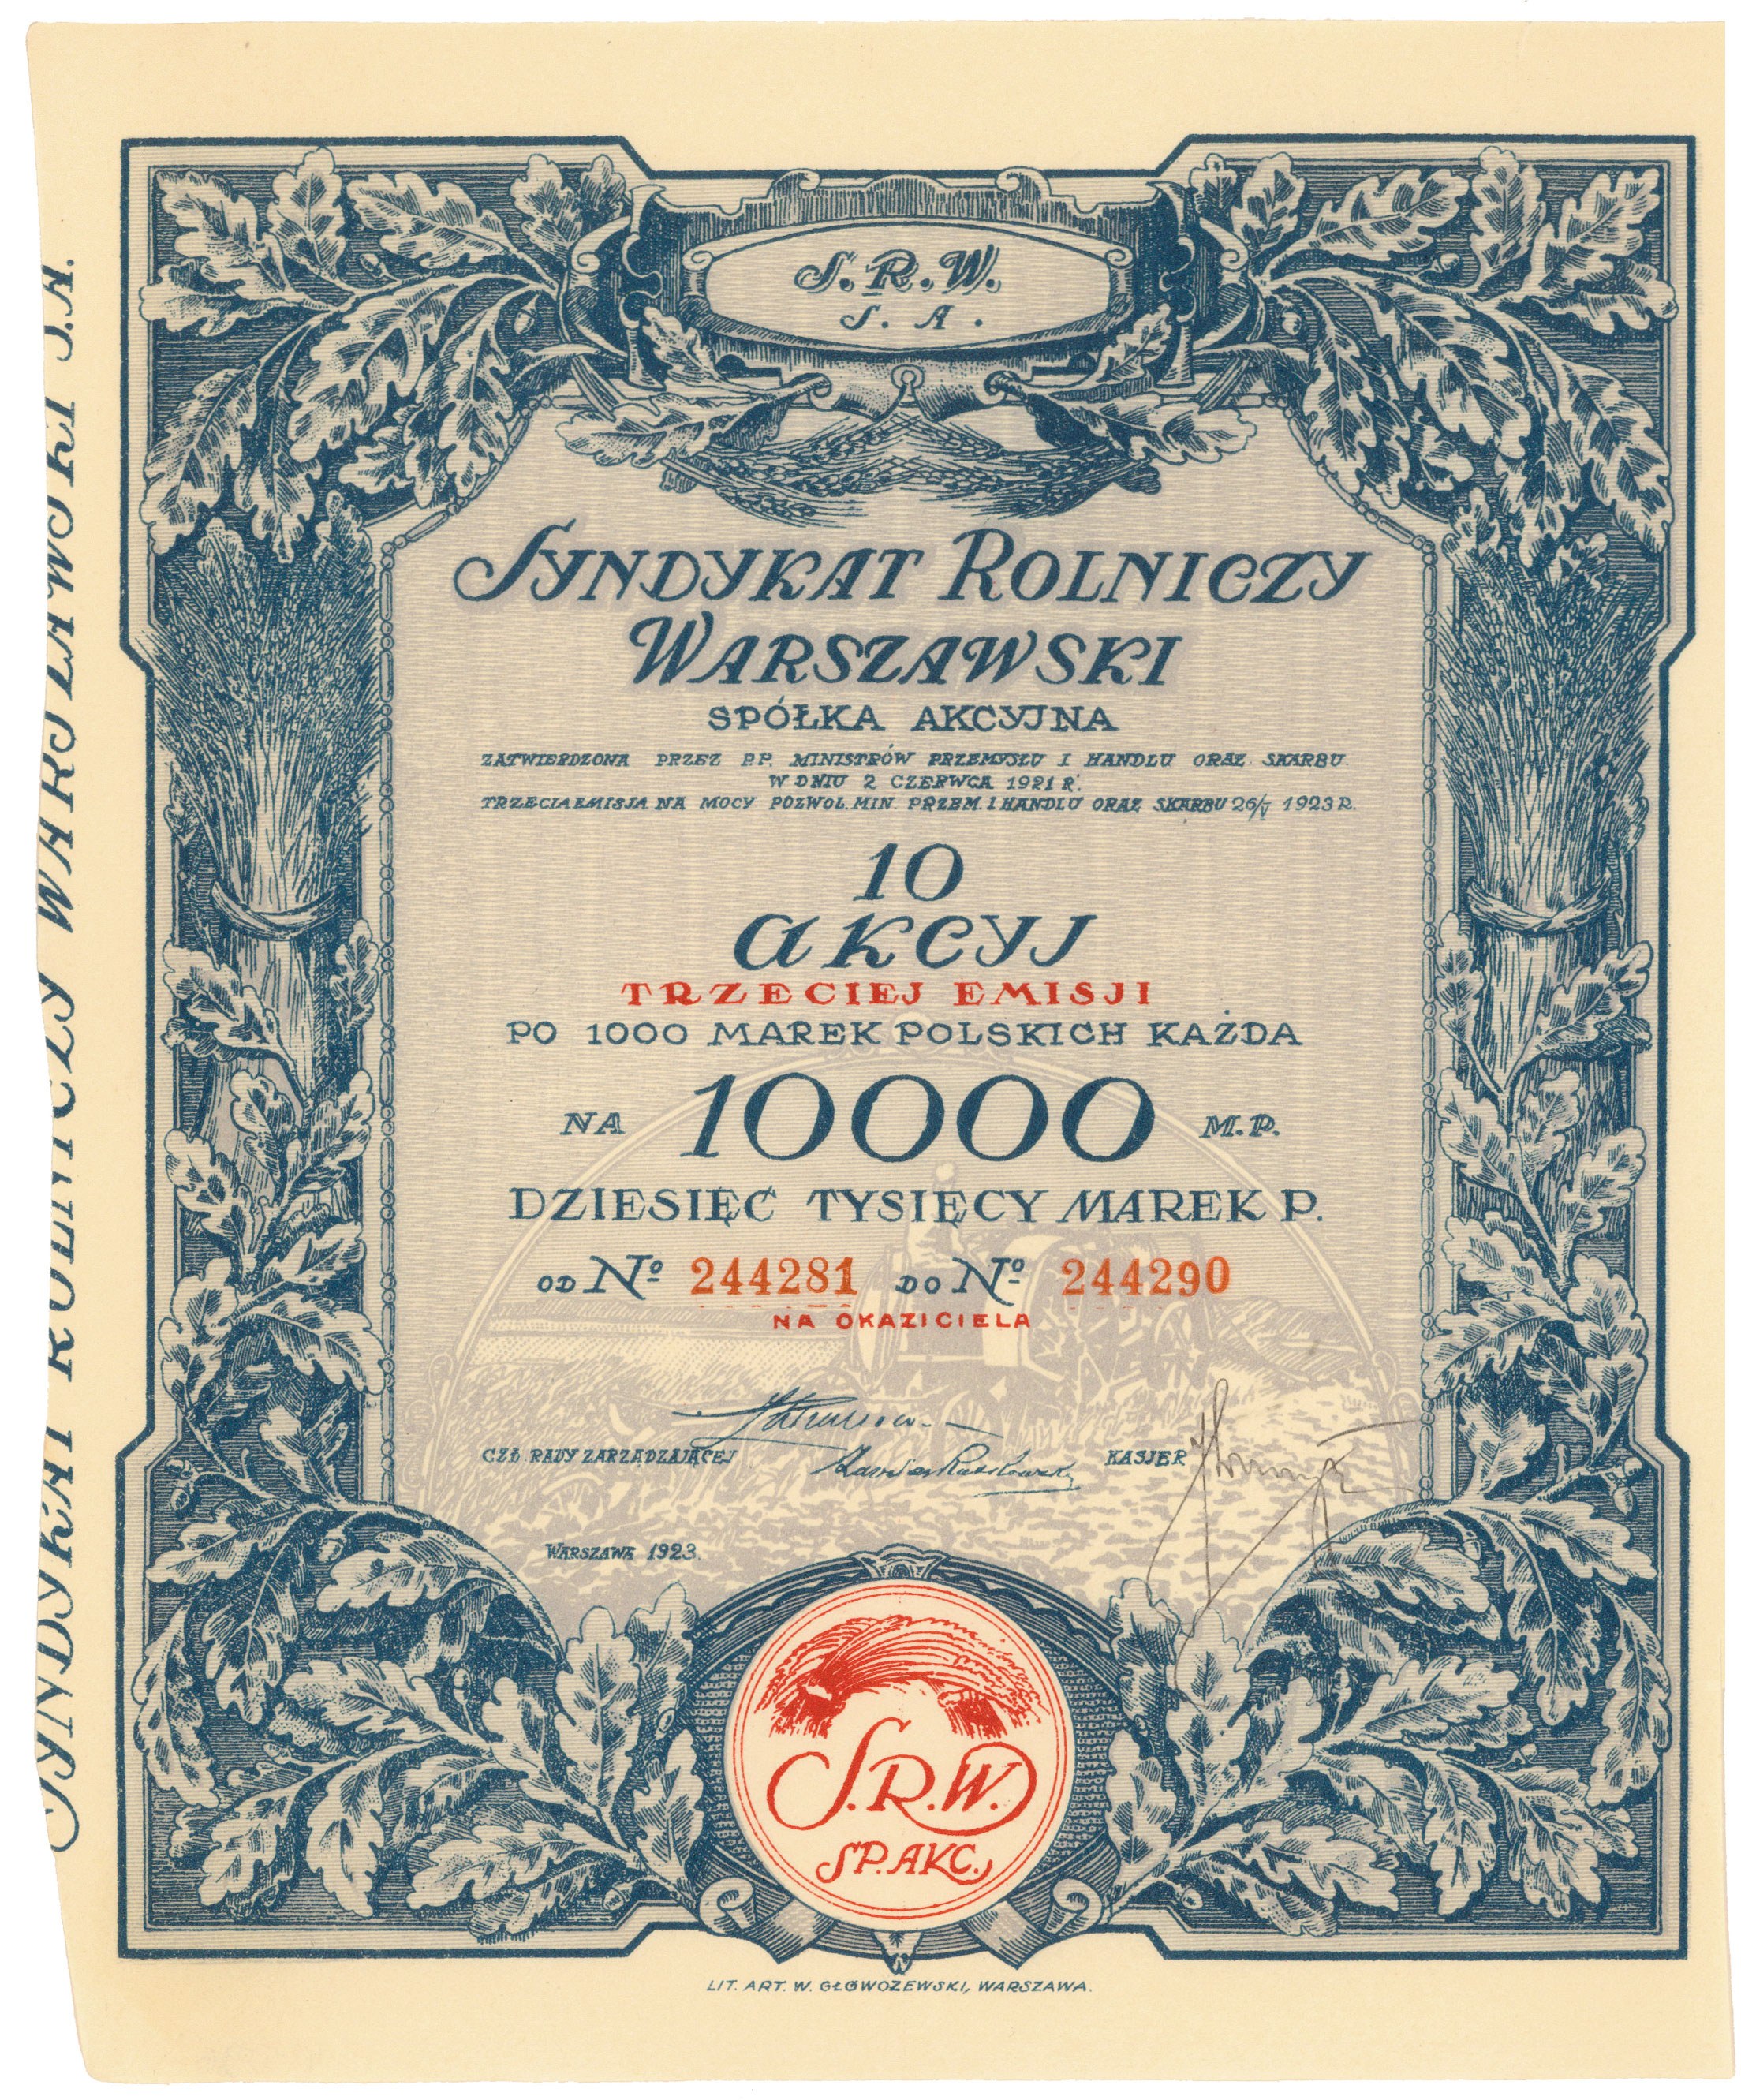 S.R.W.
S.A.
SYNDYKAT ROLNICZY
WARSZAWSKI
SPÓŁKA AKCYJNA
ZATWIERDZONA PRZEZ P.P. MINISTRÓW PRZEMYSŁU I HANDLU ORAZ SKARBU
W DNIU 2 CZERWCA 1921 R.
TRZECIA EMISJA NA MOCY POZWOL. MIN. PRZEM. I HANDLU ORAZ SKARBU 26/V 1923 R.
10
AKCYJ
TRZECIEJ EMISJI
PO 1000 MAREK POLSKICH KAŻDA
NA 10000 M.P.
DZIESIĘĆ TYSIĘCY MAREK P.
OD Nº 244281 DO Nº 244290
NA OKAZICIELA
CZŁ. RADY ZARZĄDZAJĄCEJ
KASJER
WARSZAWA 1923.
S.R.W.
SP. AKC.
LIT. ART. W. GŁÓWCZEWSKI, WARSZAWA.
SYNDYKAT ROLNICZY WARSZAWSKI S.A.